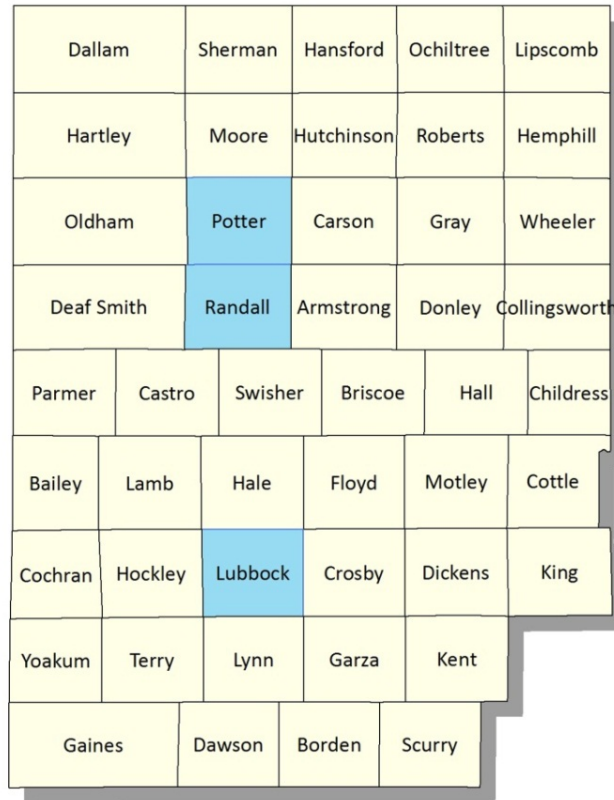 Dallam Sherman Hansford Ochiltree Lipscomb
Hartley Moore Hutchinson Roberts Hemphill
Oldham Potter Carson Gray Wheeler
Deaf Smith Randall Armstrong Donley Collingsworth
Parmer Castro Swisher Briscoe Hall Childress
Bailey Lamb Hale Floyd Motley Cottle
Cochran Hockley Lubbock Crosby Dickens King
Yoakum Terry Lynn Garza Kent
Gaines Dawson Borden Scurry